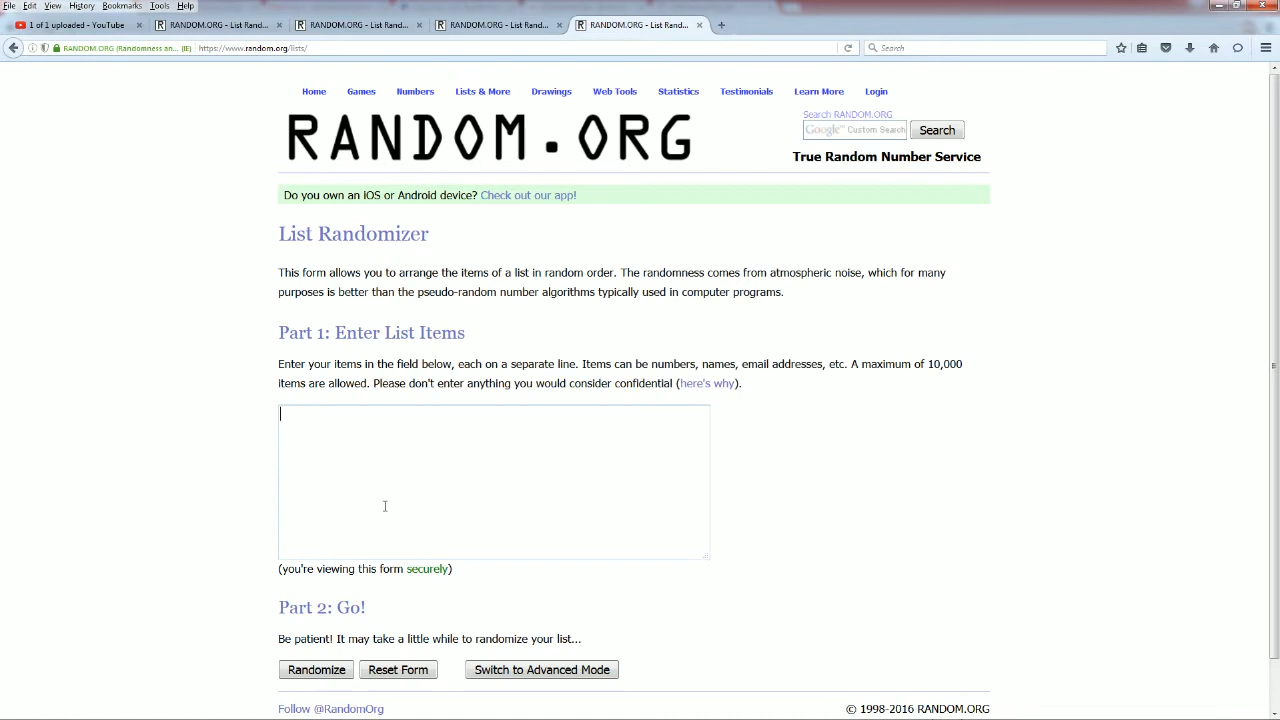 File Edit View History Bookmarks Tools Help
1 of 1 uploaded - YouTube × RANDOM.ORG - List Rand... × RANDOM.ORG - List Rand... × RANDOM.ORG - List Rand... × RANDOM.ORG - List Rand... × +
RANDOM.ORG (Randomness an... (IE) https://www.random.org/lists/ Search
Home Games Numbers Lists & More Drawings Web Tools Statistics Testimonials Learn More Login
RANDOM.ORG
Search RANDOM.ORG
Google™ Custom Search Search
True Random Number Service
Do you own an iOS or Android device? Check out our app!
List Randomizer
This form allows you to arrange the items of a list in random order. The randomness comes from atmospheric noise, which for many
purposes is better than the pseudo-random number algorithms typically used in computer programs.
Part 1: Enter List Items
Enter your items in the field below, each on a separate line. Items can be numbers, names, email addresses, etc. A maximum of 10,000
items are allowed. Please don't enter anything you would consider confidential (here's why).
(you're viewing this form securely)
Part 2: Go!
Be patient! It may take a little while to randomize your list...
Randomize Reset Form Switch to Advanced Mode
Follow @RandomOrg © 1998-2016 RANDOM.ORG